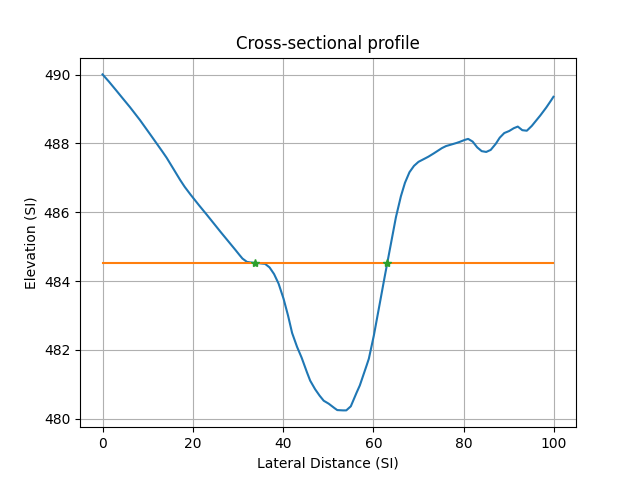 Cross-sectional profile
490
488
486
484
482
480
Elevation (SI)
0 20 40 60 80 100
Lateral Distance (SI)